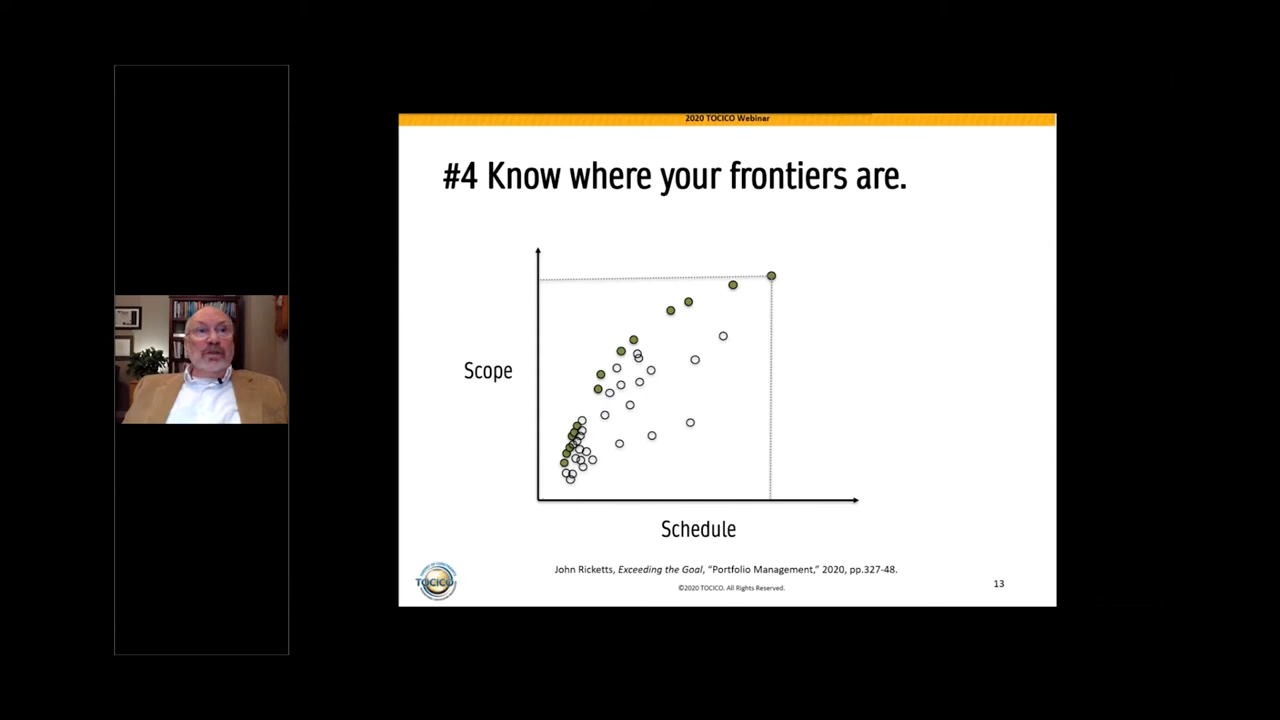 2020 TOCICO Webinar
#4 Know where your frontiers are.
Scope
Schedule
John Ricketts, Exceeding the Goal, "Portfolio Management," 2020, pp.327-48.
TOCICO
©2020 TOCICO. All Rights Reserved.
13